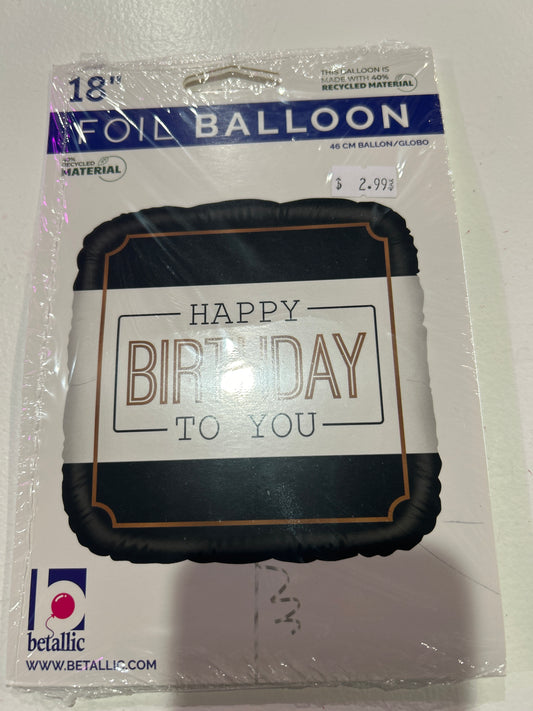 18"
THIS BALLOON IS
MADE WITH 40%
RECYCLED MATERIAL
FOIL BALLOON
46 CM BALLON/GLOBO
40%
RECYCLED
MATERIAL
$ 2.99
HAPPY
BIRTHDAY
TO YOU
b
betallic
WWW.BETALLIC.COM